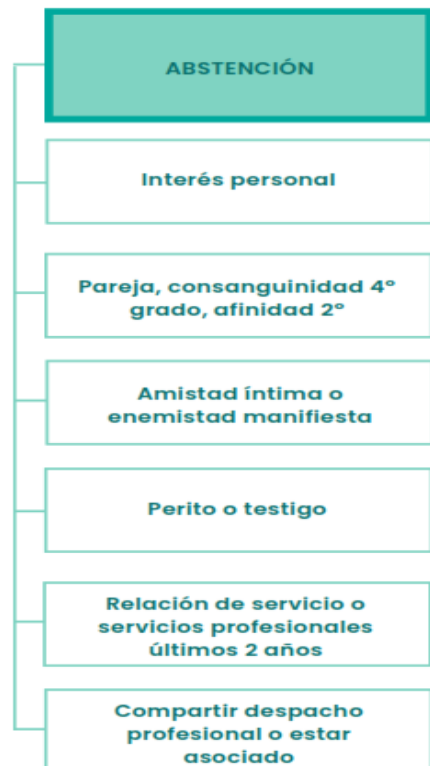 ABSTENCIÓN
Interés personal
Pareja, consanguinidad 4º
grado, afinidad 2º
Amistad íntima o
enemistad manifiesta
Perito o testigo
Relación de servicio o
servicios profesionales
últimos 2 años
Compartir despacho
profesional o estar
asociado